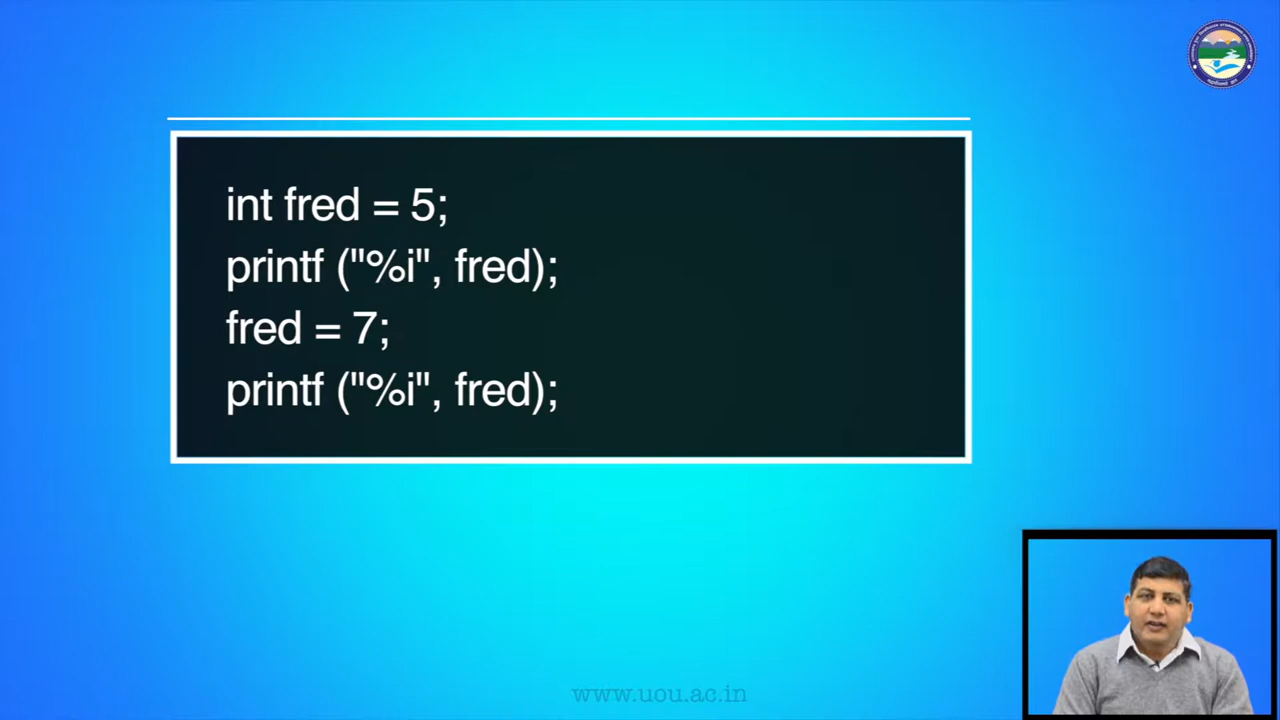 int fred = 5;
printf ("%i", fred);
fred = 7;
printf ("%i", fred);
www.uou.ac.in